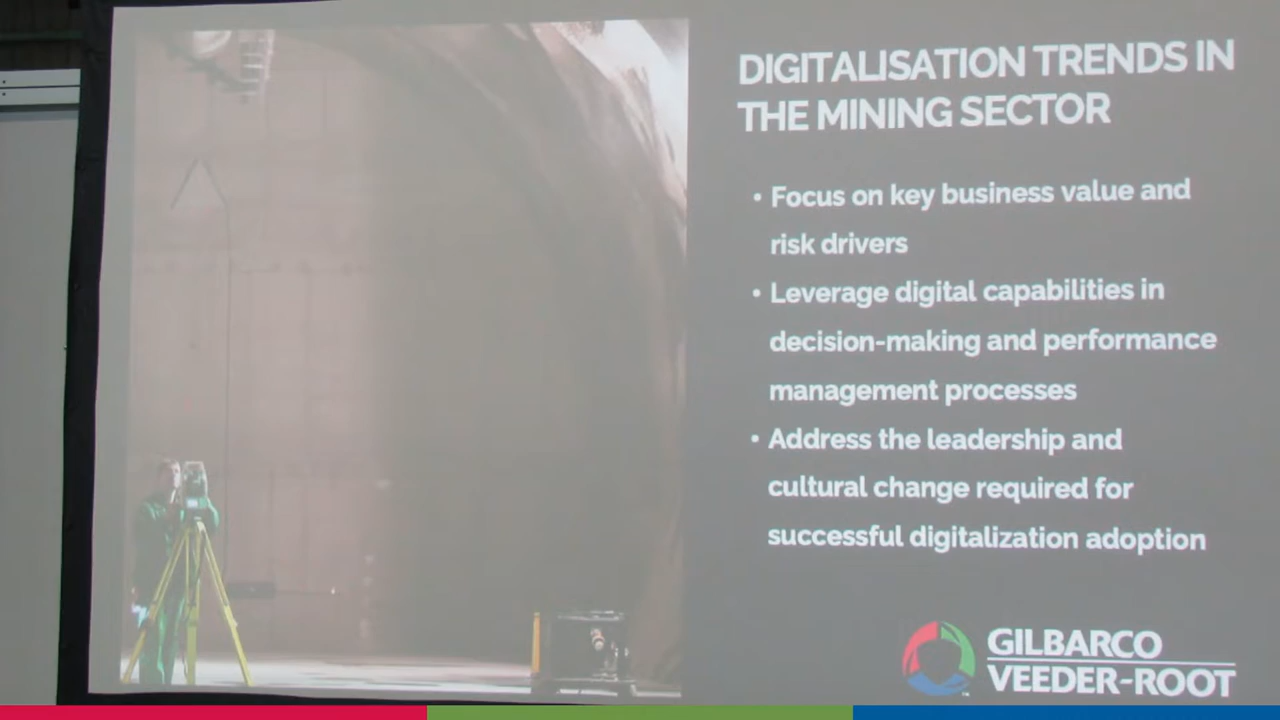 DIGITALISATION TRENDS IN
THE MINING SECTOR
• Focus on key business value and
risk drivers
• Leverage digital capabilities in
decision-making and performance
management processes
• Address the leadership and
cultural change required for
successful digitalization adoption
GILBARCO
VEEDER-ROOT